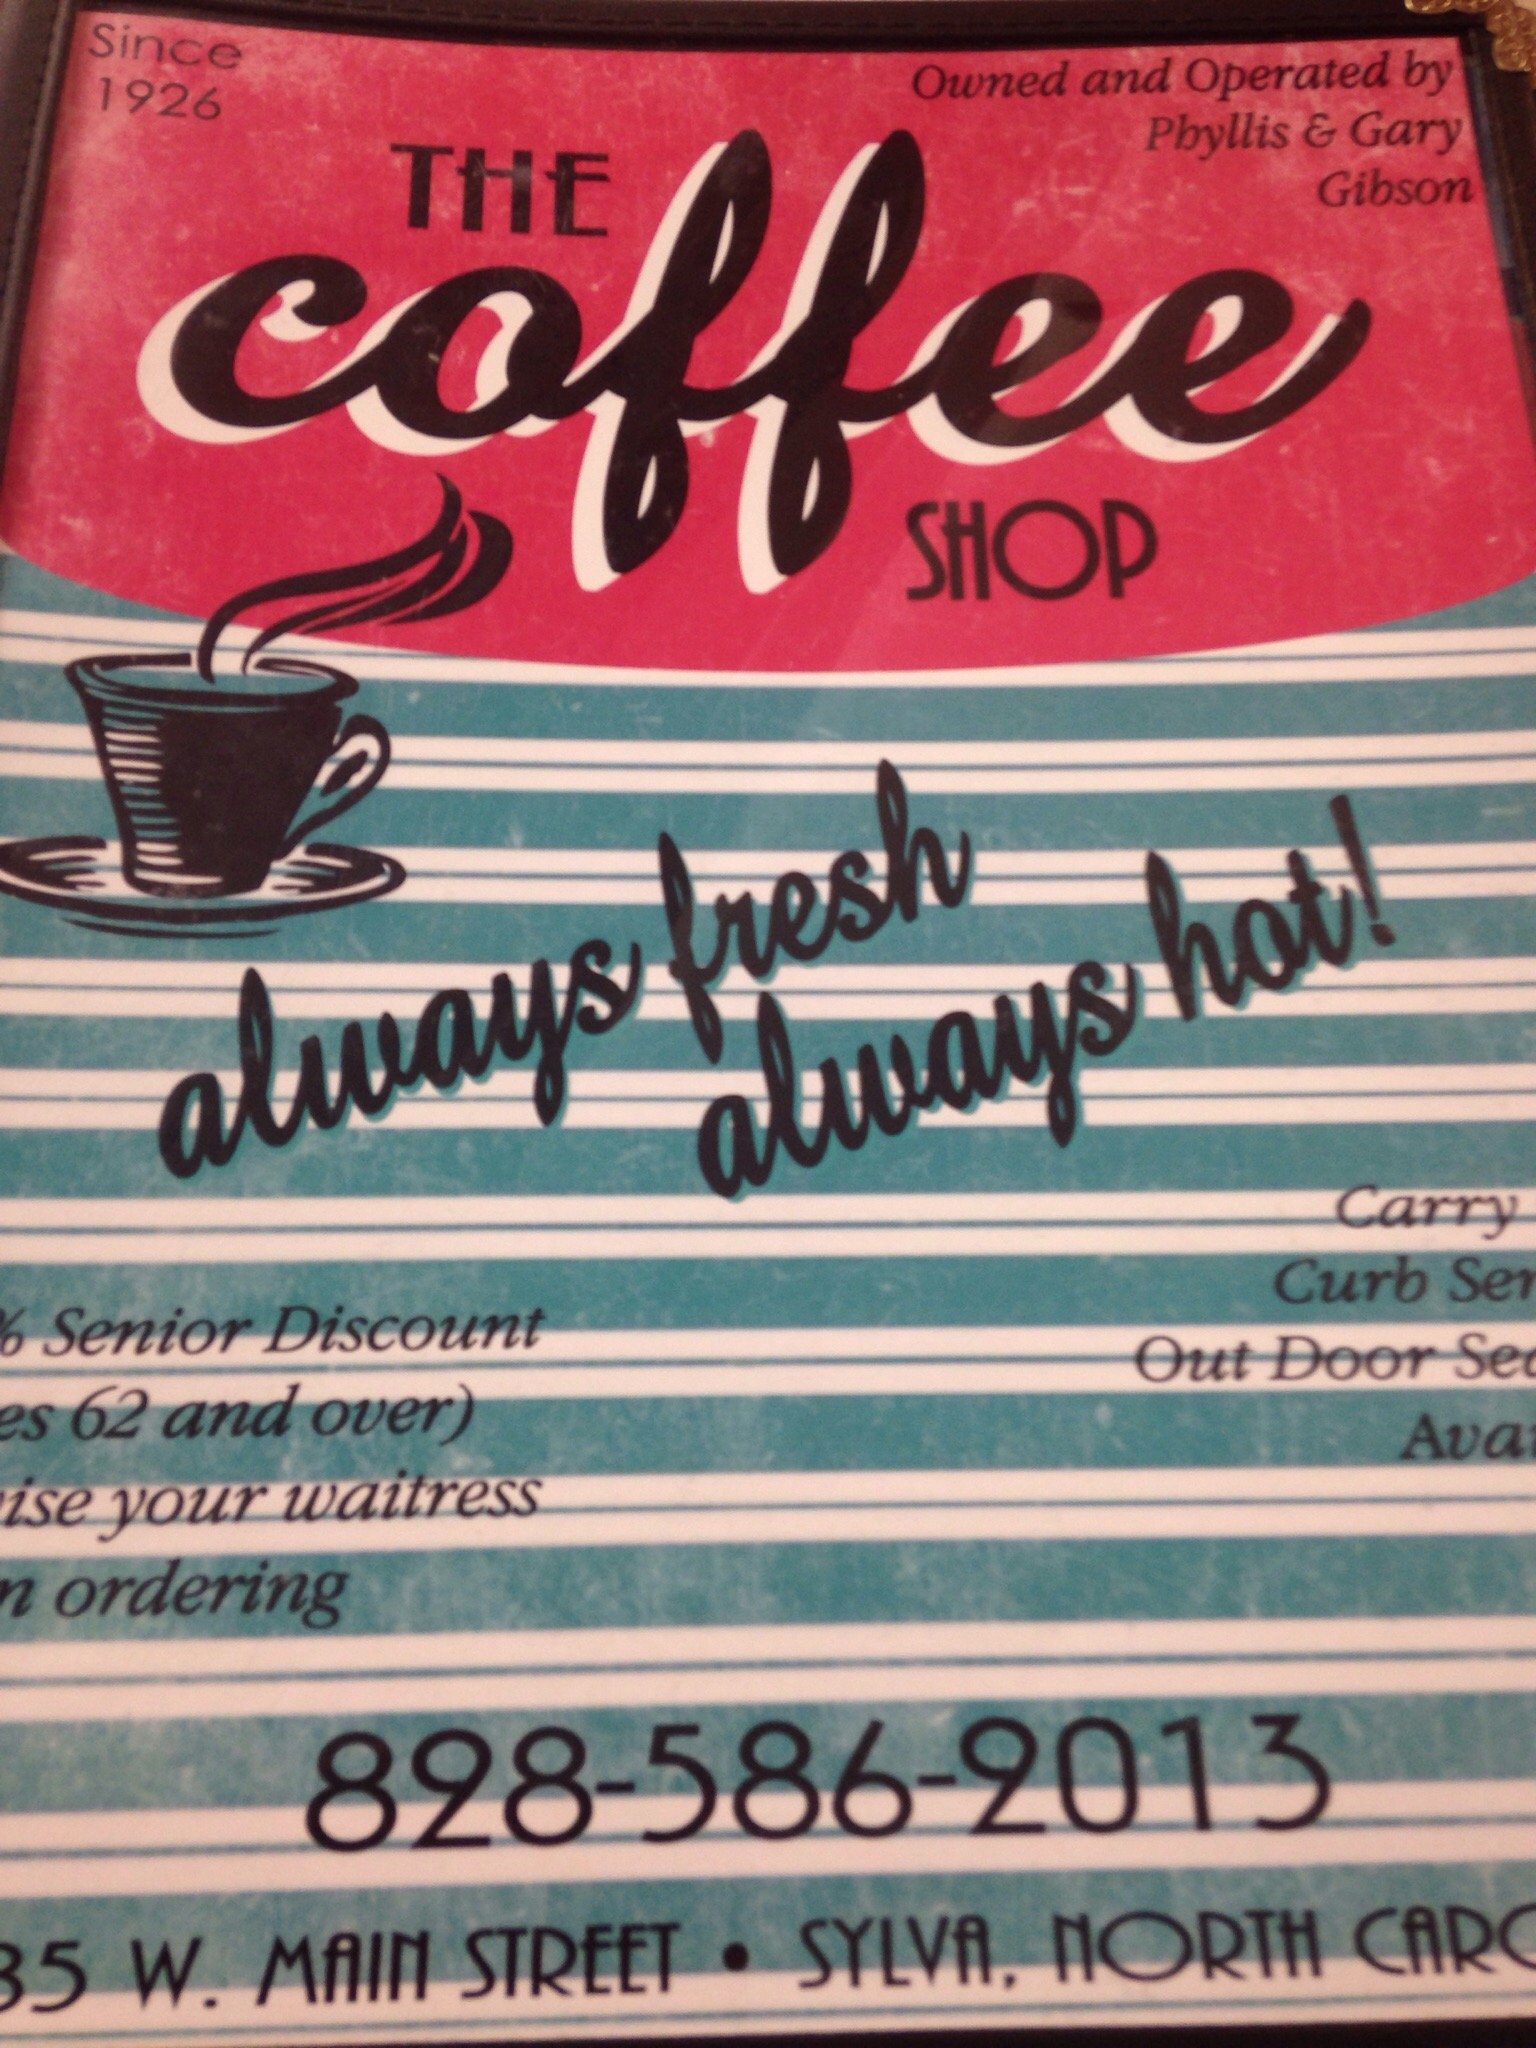 Since
1926
Owned and Operated by
Phyllis & Gary
Gibson
THE
coffee
SHOP
always fresh
always hot!
Carry
Curb Ser
Out Door Sea
Avai
% Senior Discount
es 62 and over)
ise your waitress
n ordering
828-586-2013
35 W. MAIN STREET • SYLVA, NORTH CARO